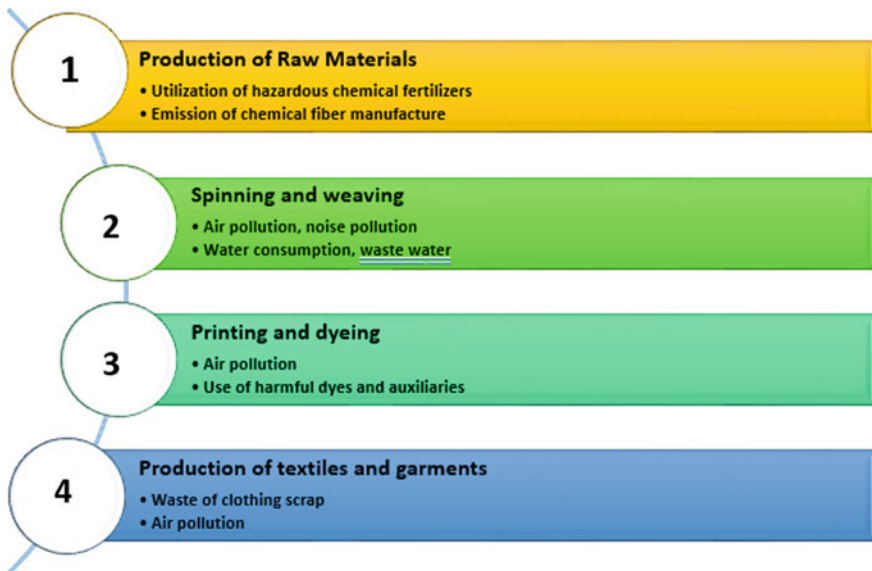 1
Production of Raw Materials
• Utilization of hazardous chemical fertilizers
• Emission of chemical fiber manufacture
2
Spinning and weaving
• Air pollution, noise pollution
• Water consumption, waste water
3
Printing and dyeing
• Air pollution
• Use of harmful dyes and auxiliaries
4
Production of textiles and garments
• Waste of clothing scrap
• Air pollution